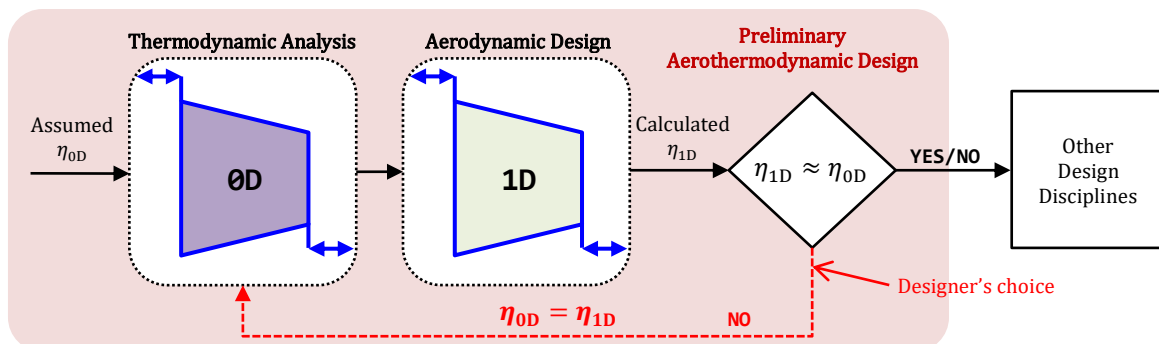 Thermodynamic Analysis
Aerodynamic Design
Preliminary
Aerothermodynamic Design
Assumed
η0D
0D
1D
Calculated
η1D
η1D ≈ η0D
YES/NO
Other
Design
Disciplines
Designer's choice
η0D = η1D
NO